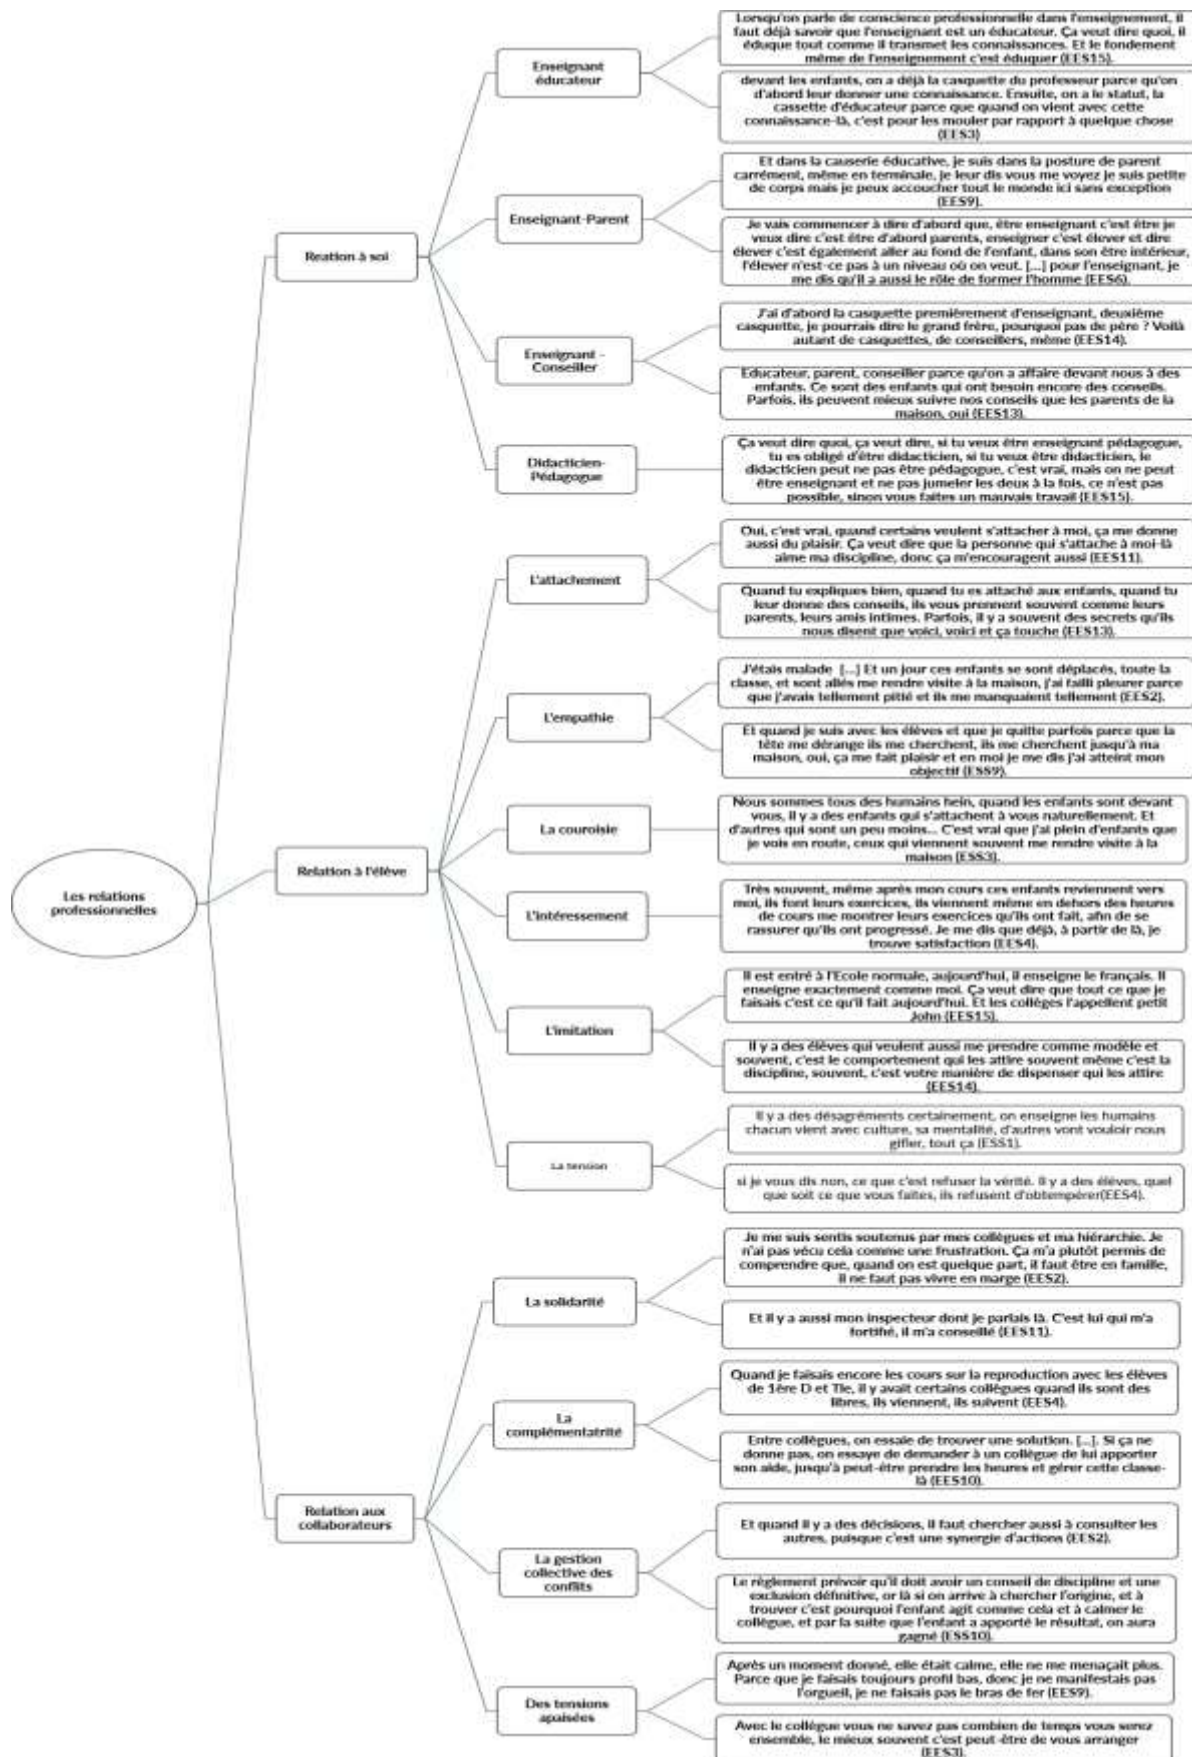 Les relations
professionnelles
Reation à soi
Enseignant
éducateur
Lorsqu'on parle de conscience professionnelle dans l'enseignement, il
faut déjà savoir que l'enseignant est un éducateur. Ça veut dire quoi, il
éduque tout comme il transmet les connaissances. Et le fondement
même de l'enseignement c'est éduquer (EES15).
devant les enfants, on a déjà la casquette du professeur parce qu'on
d'abord leur donner une connaissance. Ensuite, on a le statut, la
cassette d'éducateur parce que quand on vient avec cette
connaissance-là, c'est pour les mouler par rapport à quelque chose
(EES3)
Enseignant-Parent
Et dans la causerie éducative, je suis dans la posture de parent
carrément, même en terminale, je leur dis vous me voyez je suis petite
de corps mais je peux accoucher tout le monde ici sans exception
(EES9).
Je vais commencer à dire d'abord que, être enseignant c'est être je
veux dire c'est être d'abord parents, enseigner c'est élever et dire
élever c'est également aller au fond de l'enfant, dans son être intérieur,
l'élever n'est-ce pas à un niveau où on veut. [...] pour l'enseignant, je
me dis qu'il a aussi le rôle de former l'homme (EES6).
Enseignant -
Conseiller
J'ai d'abord la casquette premièrement d'enseignant, deuxième
casquette, je pourrais dire le grand frère, pourquoi pas de père ? Voilà
autant de casquettes, de conseillers, même (EES14).
Educateur, parent, conseiller parce qu'on a affaire devant nous à des
enfants. Ce sont des enfants qui ont besoin encore des conseils.
Parfois, ils peuvent mieux suivre nos conseils que les parents de la
maison, oui (EES13).
Didacticien-
Pédagogue
Ça veut dire quoi, ça veut dire, si tu veux être enseignant pédagogue,
tu es obligé d'être didacticien, si tu veux être didacticien, le
didacticien peut ne pas être pédagogue, c'est vrai, mais on ne peut
être enseignant et ne pas jumeler les deux à la fois, ce n'est pas
possible, sinon vous faites un mauvais travail (EES15).
Relation à l'élève
L'attachement
Oui, c'est vrai, quand certains veulent s'attacher à moi, ça me donne
aussi du plaisir. Ça veut dire que la personne qui s'attache à moi-là
aime ma discipline, donc ça m'encouragent aussi (EES11).
Quand tu expliques bien, quand tu es attaché aux enfants, quand tu
leur donne des conseils, ils vous prennent souvent comme leurs
parents, leurs amis intimes. Parfois, il y a souvent des secrets qu'ils
nous disent que voici, voici et ça touche (EES13).
L'empathie
J'étais malade [...] Et un jour ces enfants se sont déplacés, toute la
classe, et sont allés me rendre visite à la maison, j'ai failli pleurer parce
que j'avais tellement pitié et ils me manquaient tellement (EES2).
Et quand je suis avec les élèves et que je quitte parfois parce que la
tête me dérange ils me cherchent, ils me cherchent jusqu'à ma
maison, oui, ça me fait plaisir et en moi je me dis j'ai atteint mon
objectif (ESS9).
La couroisie
Nous sommes tous des humains hein, quand les enfants sont devant
vous, il y a des enfants qui s'attachent à vous naturellement. Et
d'autres qui sont un peu moins... C'est vrai que j'ai plein d'enfants que
je vois en route, ceux qui viennent souvent me rendre visite à la
maison (ESS3).
L'intéressement
Très souvent, même après mon cours ces enfants reviennent vers
moi, ils font leurs exercices, ils viennent même en dehors des heures
de cours me montrer leurs exercices qu'ils ont fait, afin de se
rassurer qu'ils ont progressé. Je me dis que déjà, à partir de là, je
trouve satisfaction (EES4).
L'imitation
Il est entré à l'Ecole normale, aujourd'hui, il enseigne le français. Il
enseigne exactement comme moi. Ça veut dire que tout ce que je
faisais c'est ce qu'il fait aujourd'hui. Et les collèges l'appellent petit
John (EES15).
Il y a des élèves qui veulent aussi me prendre comme modèle et
souvent, c'est le comportement qui les attire souvent même c'est la
discipline, souvent, c'est votre manière de dispenser qui les attire
(EES14).
La tension
Il y a des désagréments certainement, on enseigne les humains
chacun vient avec culture, sa mentalité, d'autres vont vouloir nous
gifler, tout ça (ESS1).
si je vous dis non, ce que c'est refuser la vérité. Il y a des élèves, quel
que soit ce que vous faites, ils refusent d'obtempérer(EES4).
Relation aux
collaborateurs
La solidarité
Je me suis sentis soutenus par mes collègues et ma hiérarchie. Je
n'ai pas vécu cela comme une frustration. Ça m'a plutôt permis de
comprendre que, quand on est quelque part, il faut être en famille,
il ne faut pas vivre en marge (EES2).
Et il y a aussi mon inspecteur dont je parlais là. C'est lui qui m'a
fortifié, il m'a conseillé (EES11).
La
complémentatrité
Quand je faisais encore les cours sur la reproduction avec les élèves
de 1ère D et Tle, il y avait certains collègues quand ils sont des
libres, ils viennent, ils suivent (EES4).
Entre collègues, on essaie de trouver une solution. [...]. Si ça ne
donne pas, on essaye de demander à un collègue de lui apporter
son aide, jusqu'à peut-être prendre les heures et gérer cette classe-
là (EES10).
La gestion
collective des
conflits
Et quand il y a des décisions, il faut chercher aussi à consulter les
autres, puisque c'est une synergie d'actions (EES2).
Le règlement prévoir qu'il doit avoir un conseil de discipline et une
exclusion définitive, or là si on arrive à chercher l'origine, et à
trouver c'est pourquoi l'enfant agit comme cela et à calmer le
collègue, et par la suite que l'enfant a apporté le résultat, on aura
gagné (ESS10).
Des tensions
apaisées
Après un moment donné, elle était calme, elle ne me menaçait plus.
Parce que je faisais toujours profil bas, donc je ne manifestais pas
l'orgueil, je ne faisais pas le bras de fer (EES9).
Avec le collègue vous ne savez pas combien de temps vous serez
ensemble, le mieux souvent c'est peut -être de vous arranger
(EES3).